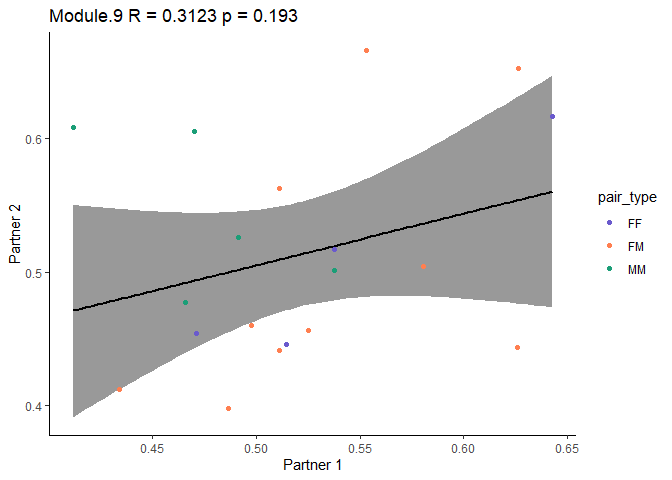 Module.9 R = 0.3123 p = 0.193
Partner 2
0.6
0.5
0.4
0.45
0.50
0.55
0.60
0.65
Partner 1
pair_type
FF
FM
MM